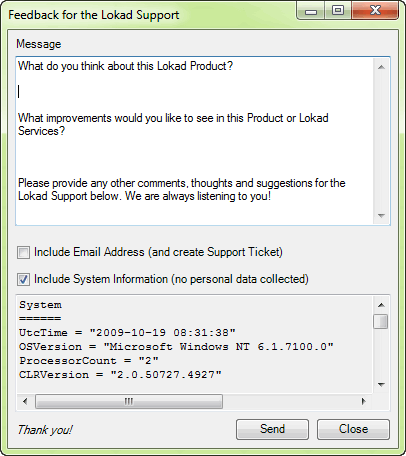 Feedback for the Lokad Support
Message
What do you think about this Lokad Product?
What improvements would you like to see in this Product or Lokad
Services?
Please provide any other comments, thoughts and suggestions for the
Lokad Support below. We are always listening to you!
Include Email Address (and create Support Ticket)
Include System Information (no personal data collected)
System
======
UtcTime = "2009-10-19 08:31:38"
OSVersion = "Microsoft Windows NT 6.1.7100.0"
ProcessorCount = "2"
CLRVersion = "2.0.50727.4927"
Thank you!
Send
Close